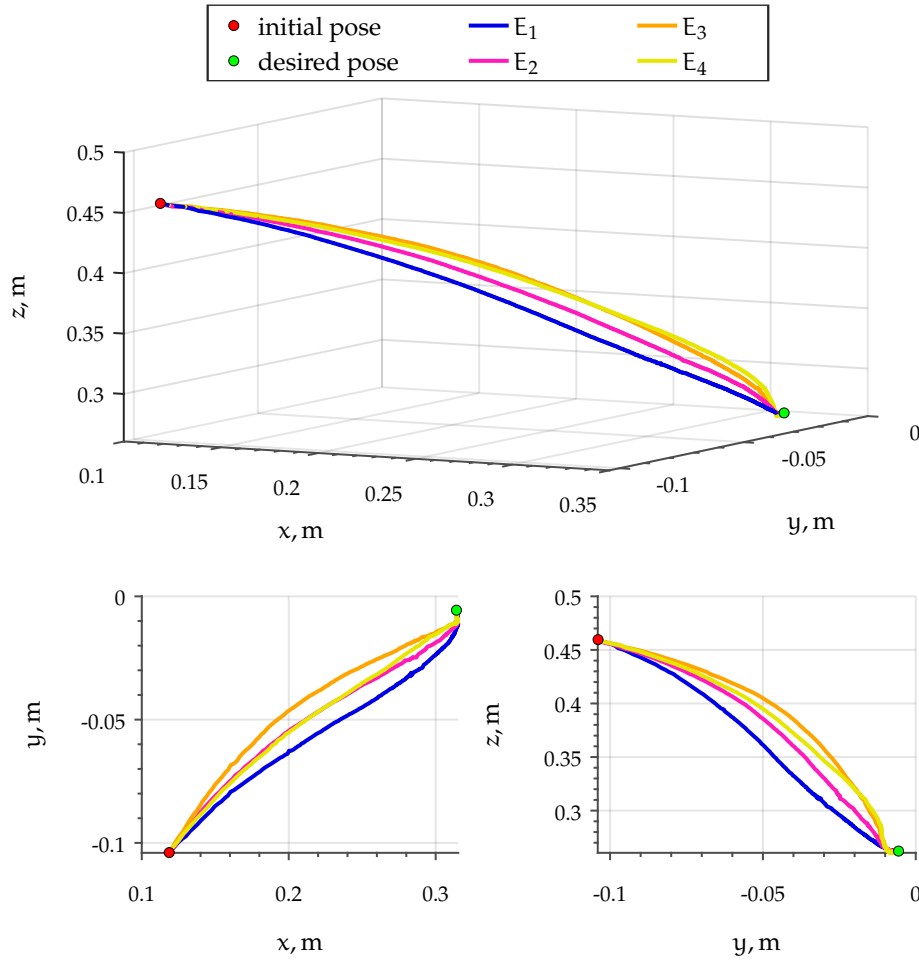 initial pose E₁ E₃
desired pose E₂ E₄
0.5
0.45
0.4
0.35
0.3
z, m
0.1 0.15 0.2 0.25 0.3 0.35
x, m
-0.1 -0.05 0
y, m
0
-0.05
-0.1
y, m
0.1 0.2 0.3
x, m
0.5
0.45
0.4
0.35
0.3
z, m
-0.1 -0.05 0
y, m